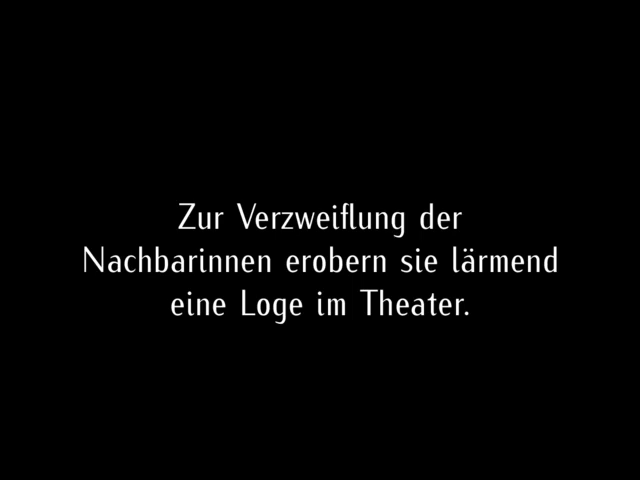 Zur Verzweiflung der
Nachbarinnen erobern sie lärmend
eine Loge im Theater.